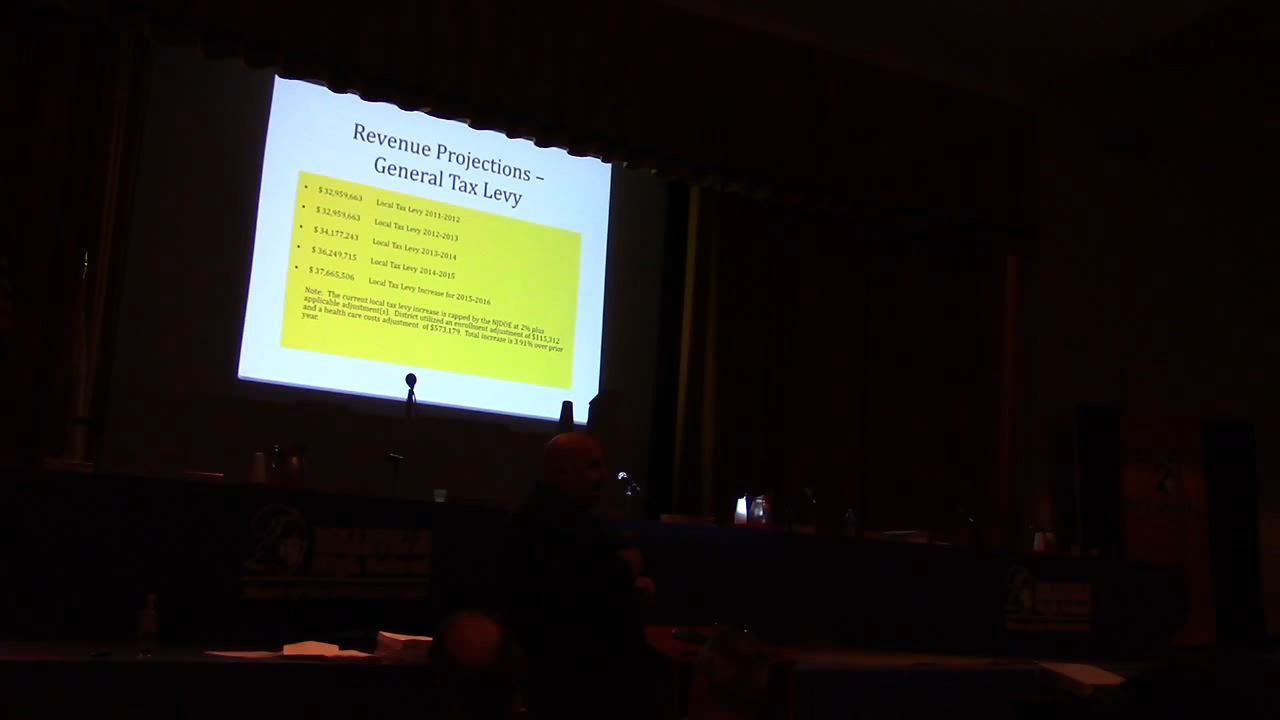 Revenue Projections –
General Tax Levy
• $ 32,959,663 Local Tax Levy 2011-2012
• $ 32,959,663 Local Tax Levy 2012-2013
• $ 34,177,243 Local Tax Levy 2013-2014
• $ 36,249,715 Local Tax Levy 2014-2015
• $ 37,665,506 Local Tax Levy Increase for 2015-2016
Note: The current local tax levy increase is capped by the NJDOE at 2% plus
applicable adjustment(s). District utilized an enrollment adjustment of $115,312
and a health care costs adjustment of $573,179. Total increase is 3.91% over prior
year.